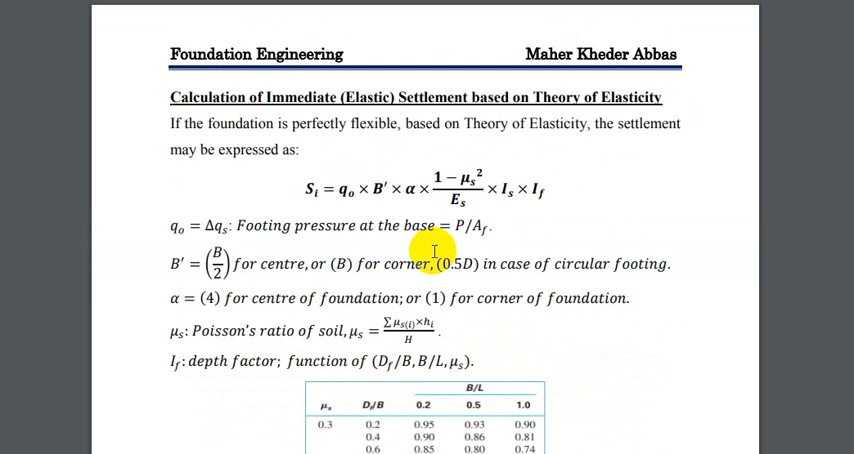 Foundation Engineering Maher Kheder Abbas
Calculation of Immediate (Elastic) Settlement based on Theory of Elasticity
If the foundation is perfectly flexible, based on Theory of Elasticity, the settlement
may be expressed as:
Sᵢ = qₒ × B′ × α × (1 − μₛ²)/Eₛ × Iₛ × I_f
qₒ = Δqₛ: Footing pressure at the base = P/A_f.
B′ = (B/2) for centre, or (B) for corner, (0.5D) in case of circular footing.
α = (4) for centre of foundation; or (1) for corner of foundation.
μₛ: Poisson's ratio of soil, μₛ = (∑μₛ₍ᵢ₎×hᵢ)/H .
I_f: depth factor; function of (D_f/B, B/L, μₛ).
B/L
μₛ D_f/B 0.2 0.5 1.0
0.3 0.2 0.95 0.93 0.90
0.4 0.90 0.86 0.81
0.6 0.85 0.80 0.74